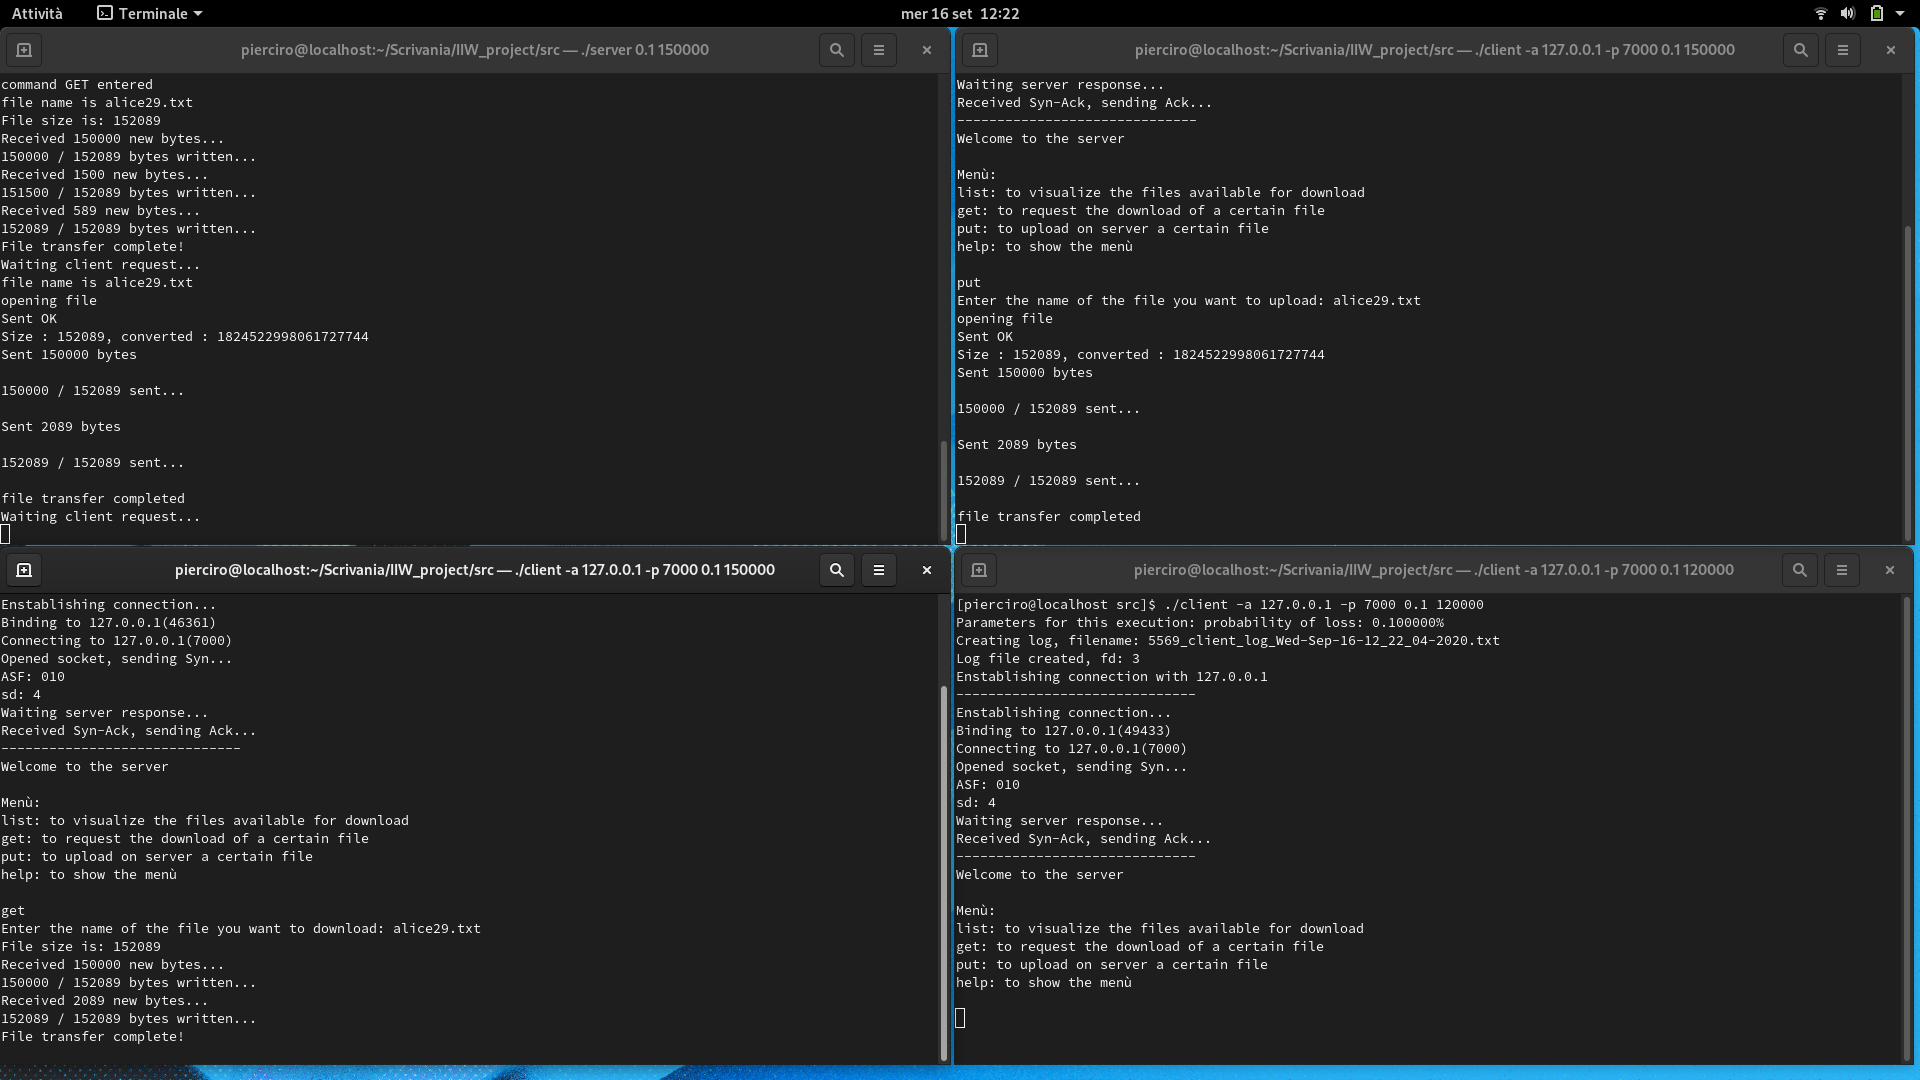 Attività Terminale mer 16 set 12:22
pierciro@localhost:~/Scrivania/IIW_project/src — ./server 0.1 150000
command GET entered
file name is alice29.txt
File size is: 152089
Received 150000 new bytes...
150000 / 152089 bytes written...
Received 1500 new bytes...
151500 / 152089 bytes written...
Received 589 new bytes...
152089 / 152089 bytes written...
File transfer complete!
Waiting client request...
file name is alice29.txt
opening file
Sent OK
Size : 152089, converted : 1824522998061727744
Sent 150000 bytes
150000 / 152089 sent...
Sent 2089 bytes
152089 / 152089 sent...
file transfer completed
Waiting client request...
pierciro@localhost:~/Scrivania/IIW_project/src — ./client -a 127.0.0.1 -p 7000 0.1 150000
Waiting server response...
Received Syn-Ack, sending Ack...
------------------------------
Welcome to the server
Menù:
list: to visualize the files available for download
get: to request the download of a certain file
put: to upload on server a certain file
help: to show the menù
put
Enter the name of the file you want to upload: alice29.txt
opening file
Sent OK
Size : 152089, converted : 1824522998061727744
Sent 150000 bytes
150000 / 152089 sent...
Sent 2089 bytes
152089 / 152089 sent...
file transfer completed
pierciro@localhost:~/Scrivania/IIW_project/src — ./client -a 127.0.0.1 -p 7000 0.1 150000
Enstablishing connection...
Binding to 127.0.0.1(46361)
Connecting to 127.0.0.1(7000)
Opened socket, sending Syn...
ASF: 010
sd: 4
Waiting server response...
Received Syn-Ack, sending Ack...
------------------------------
Welcome to the server
Menù:
list: to visualize the files available for download
get: to request the download of a certain file
put: to upload on server a certain file
help: to show the menù
get
Enter the name of the file you want to download: alice29.txt
File size is: 152089
Received 150000 new bytes...
150000 / 152089 bytes written...
Received 2089 new bytes...
152089 / 152089 bytes written...
File transfer complete!
pierciro@localhost:~/Scrivania/IIW_project/src — ./client -a 127.0.0.1 -p 7000 0.1 120000
[pierciro@localhost src]$ ./client -a 127.0.0.1 -p 7000 0.1 120000
Parameters for this execution: probability of loss: 0.100000%
Creating log, filename: 5569_client_log_Wed-Sep-16-12_22_04-2020.txt
Log file created, fd: 3
Enstablishing connection with 127.0.0.1
------------------------------
Enstablishing connection...
Binding to 127.0.0.1(49433)
Connecting to 127.0.0.1(7000)
Opened socket, sending Syn...
ASF: 010
sd: 4
Waiting server response...
Received Syn-Ack, sending Ack...
------------------------------
Welcome to the server
Menù:
list: to visualize the files available for download
get: to request the download of a certain file
put: to upload on server a certain file
help: to show the menù